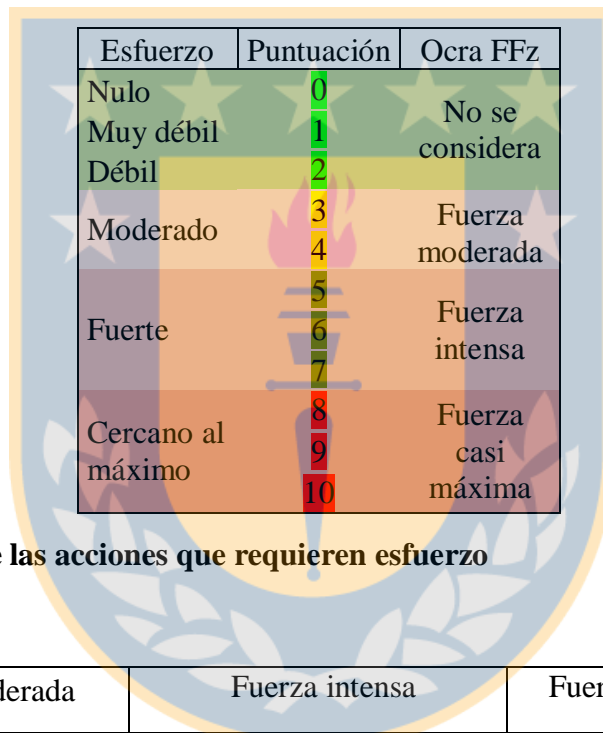 Esfuerzo Puntuación Ocra FFz
Nulo 0
Muy débil 1
Débil 2
No se
considera
Moderado
3
4
Fuerza
moderada
Fuerte
5
6
7
Fuerza
intensa
Cercano al
máximo
8
9
10
Fuerza
casi
máxima
las acciones que requieren esfuerzo
Fuerza intensa